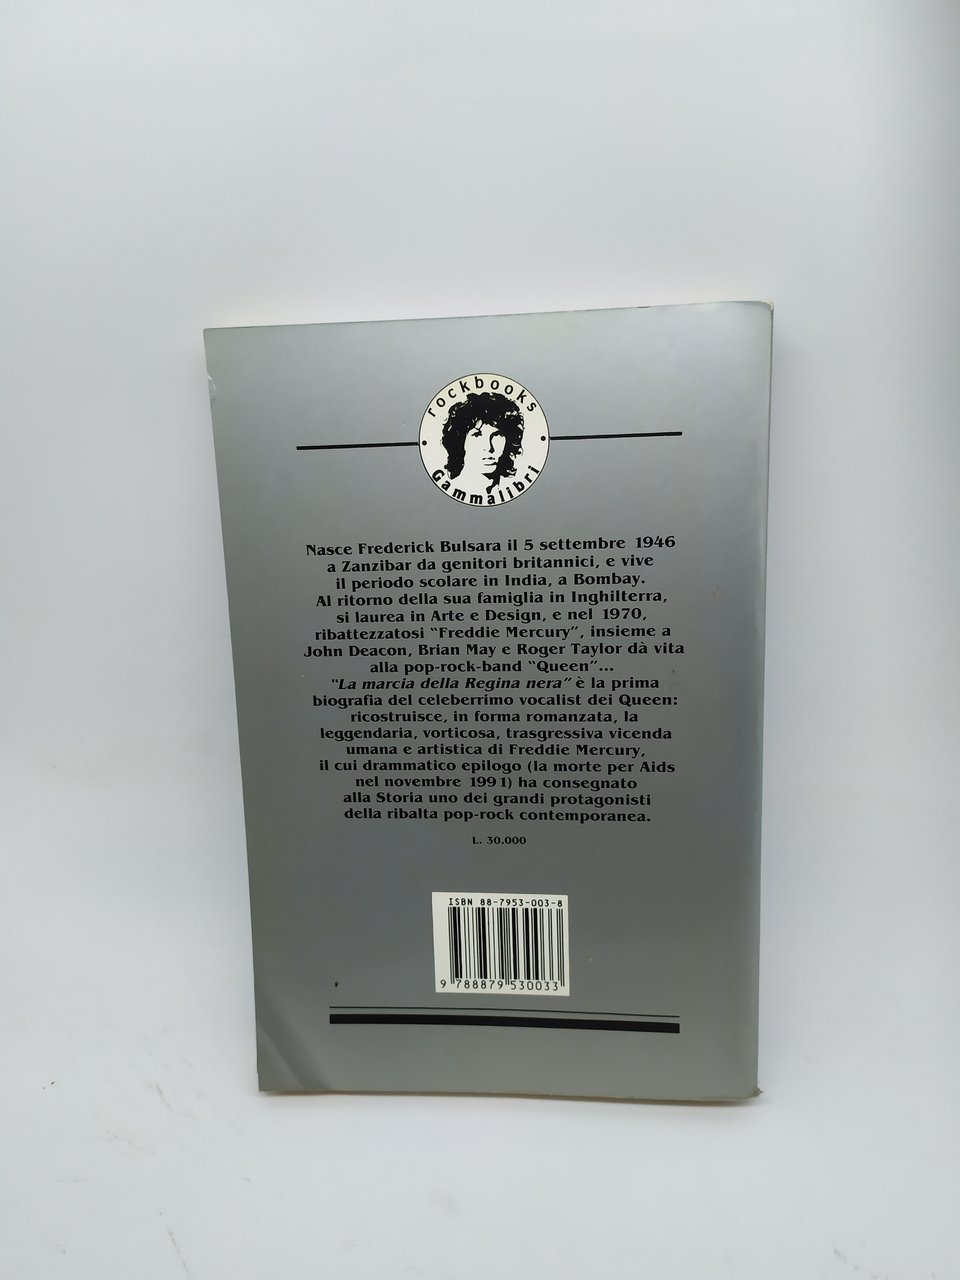 rockbooks
Gammalibri
Nasce Frederick Bulsara il 5 settembre 1946
a Zanzibar da genitori britannici, e vive
il periodo scolare in India, a Bombay.
Al ritorno della sua famiglia in Inghilterra,
si laurea in Arte e Design, e nel 1970,
ribattezzatosi “Freddie Mercury”, insieme a
John Deacon, Brian May e Roger Taylor dà vita
alla pop-rock-band “Queen”...
“La marcia della Regina nera” è la prima
biografia del celeberrimo vocalist dei Queen:
ricostruisce, in forma romanzata, la
leggendaria, vorticosa, trasgressiva vicenda
umana e artistica di Freddie Mercury,
il cui drammatico epilogo (la morte per Aids
nel novembre 1991) ha consegnato
alla Storia uno dei grandi protagonisti
della ribalta pop-rock contemporanea.
L. 30.000
ISBN 88-7953-003-8
9 788879 530033